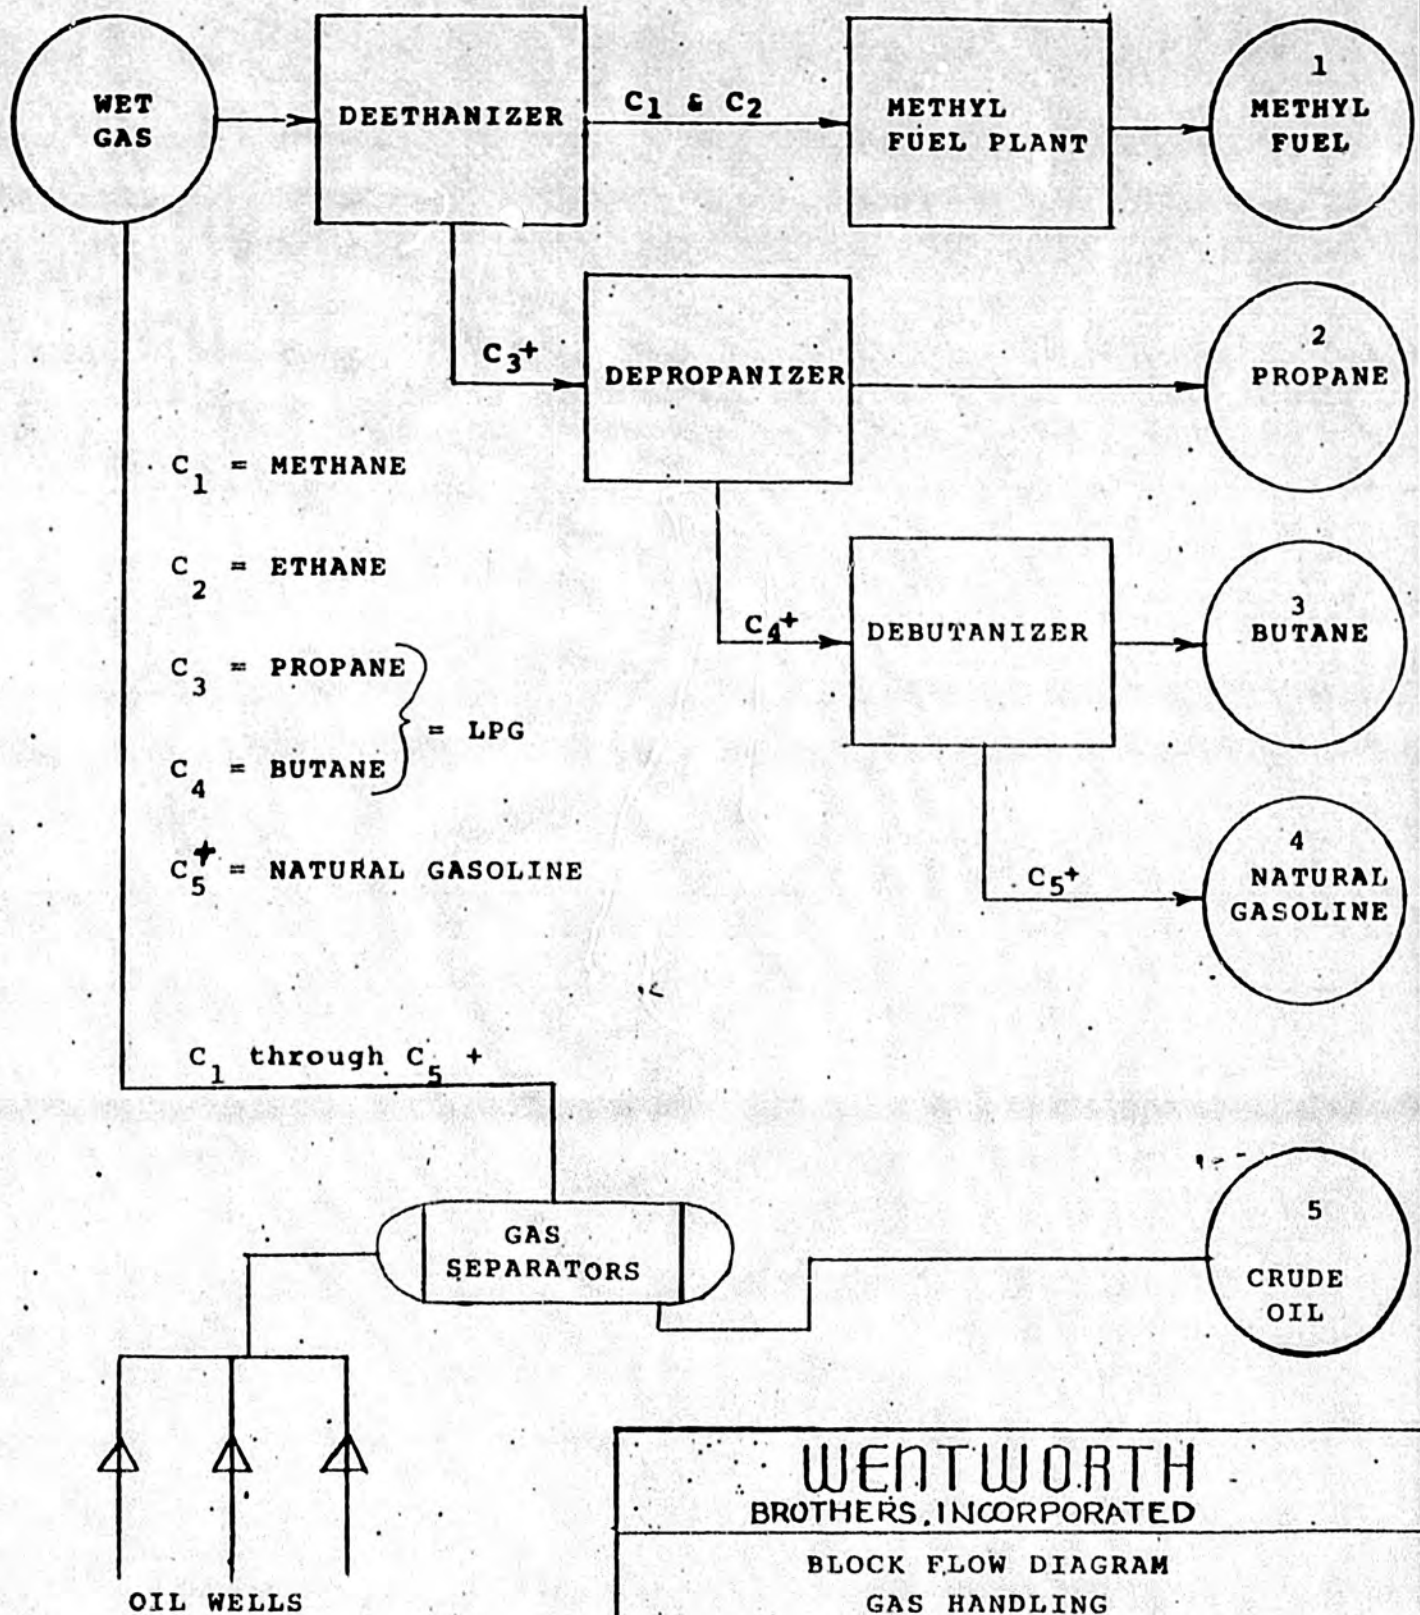 WET
GAS
DEETHANIZER
C1 & C2
METHYL
FUEL PLANT
1
METHYL
FUEL
C3+
DEPROPANIZER
2
PROPANE
C1 = METHANE
C2 = ETHANE
C3 = PROPANE
= LPG
C4 = BUTANE
C5+ = NATURAL GASOLINE
C4+
DEBUTANIZER
3
BUTANE
C5+
4
NATURAL
GASOLINE
C1 through C5 +
GAS
SEPARATORS
5
CRUDE
OIL
OIL WELLS
WENTWORTH
BROTHERS, INCORPORATED
BLOCK FLOW DIAGRAM
GAS HANDLING